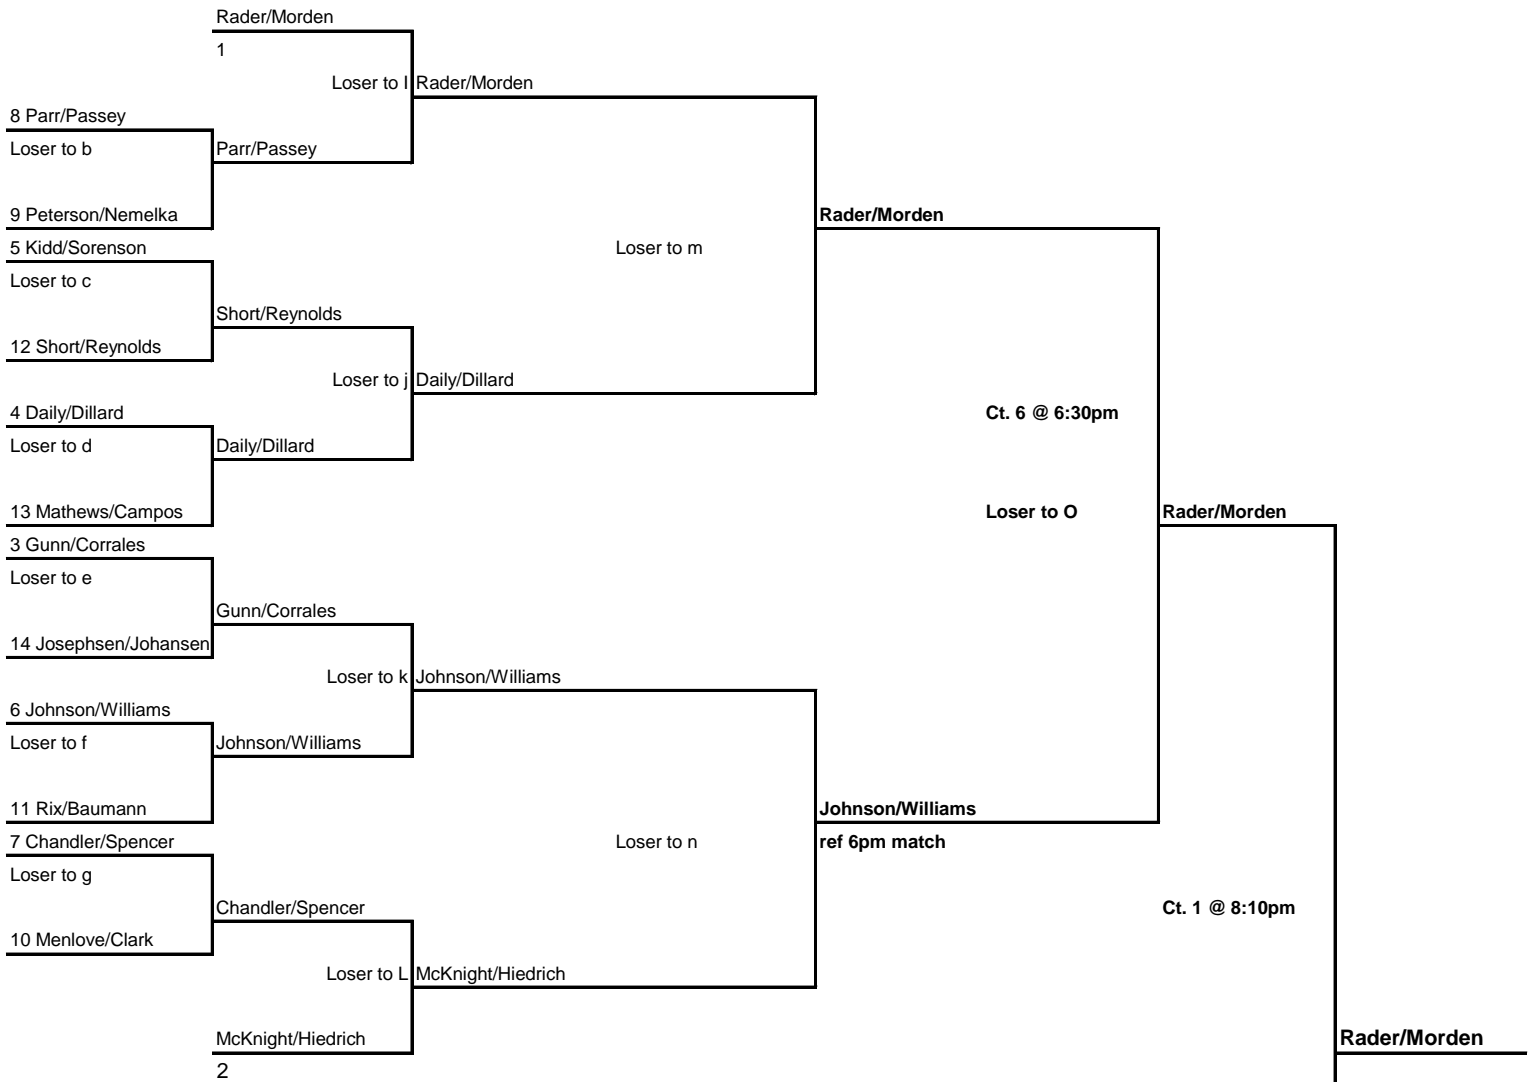 Rader/Morden
1
Loser to I Rader/Morden
8 Parr/Passey
Loser to b Parr/Passey
9 Peterson/Nemelka Rader/Morden
5 Kidd/Sorenson Loser to m
Loser to c
Short/Reynolds
12 Short/Reynolds
Loser to j Daily/Dillard
4 Daily/Dillard Ct. 6 @ 6:30pm
Loser to d Daily/Dillard
13 Mathews/Campos Loser to O Rader/Morden
3 Gunn/Corrales
Loser to e
Gunn/Corrales
14 Josephsen/Johansen
Loser to k Johnson/Williams
6 Johnson/Williams
Loser to f Johnson/Williams
11 Rix/Baumann Johnson/Williams
7 Chandler/Spencer Loser to n ref 6pm match
Loser to g
Chandler/Spencer Ct. 1 @ 8:10pm
10 Menlove/Clark
Loser to L McKnight/Hiedrich
McKnight/Hiedrich Rader/Morden
2